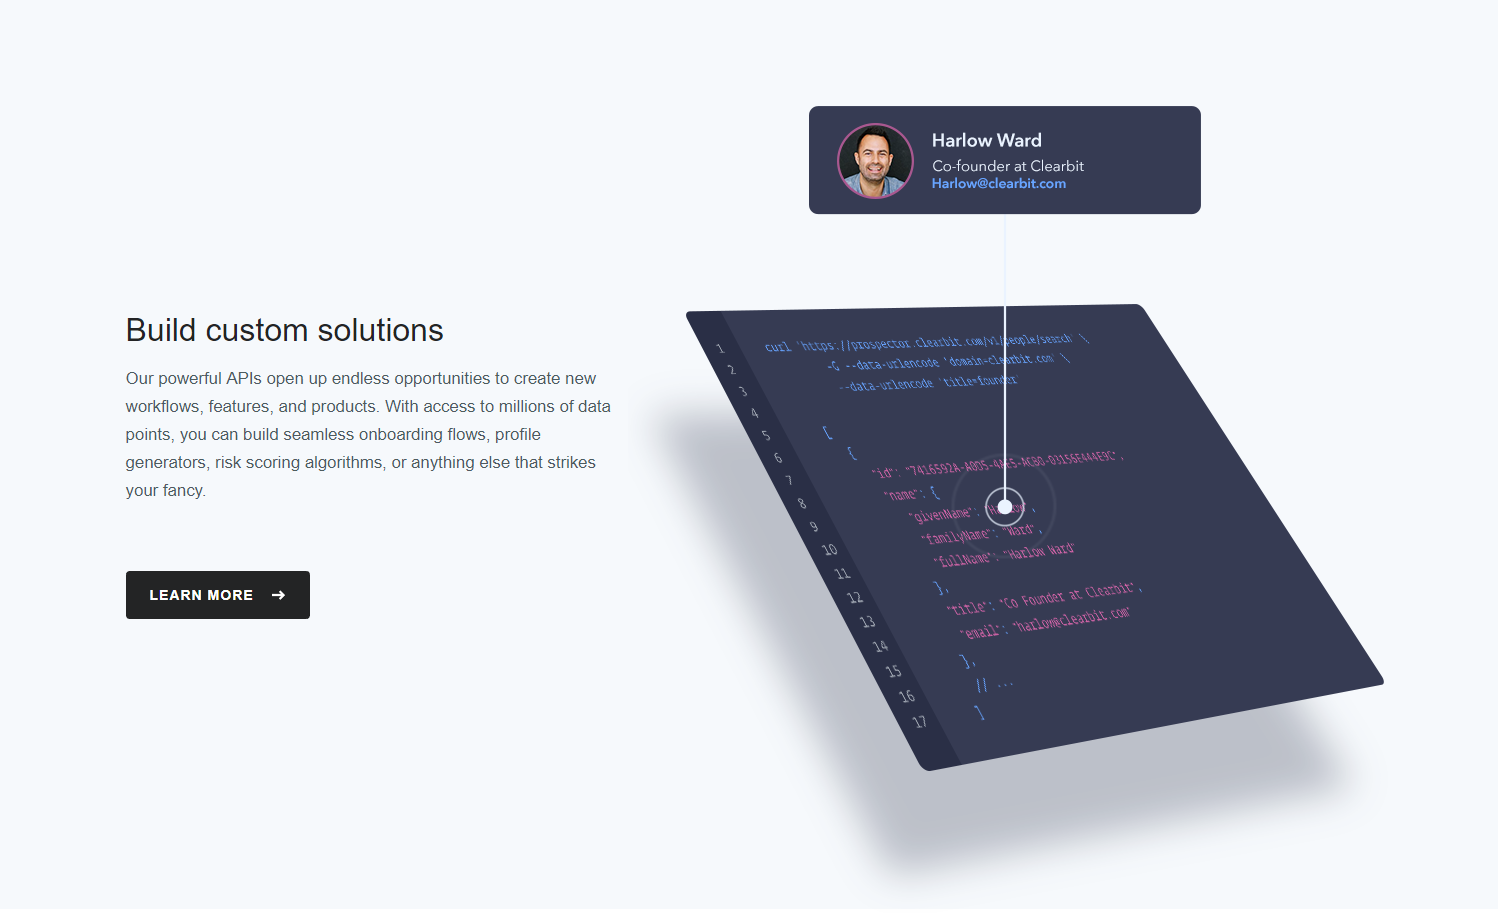 Harlow Ward
Co-founder at Clearbit
Harlow@clearbit.com
Build custom solutions
Our powerful APIs open up endless opportunities to create new
workflows, features, and products. With access to millions of data
points, you can build seamless onboarding flows, profile
generators, risk scoring algorithms, or anything else that strikes
your fancy.
LEARN MORE →
1 curl 'https://prospector.clearbit.com/v1/people/search' \
2 -G --data-urlencode 'domain=clearbit.com' \
3 --data-urlencode 'title=founder'
4
5 [
6 {
7 "id": "7416592A-A0D5-4AE5-ACB0-03156E444E9C",
8 "name": {
9 "givenName": "Harlow",
10 "familyName": "Ward",
11 "fullName": "Harlow Ward"
12 },
13 "title": "Co Founder at Clearbit",
14 "email": "harlow@clearbit.com"
15 },
16 // ...
17 ]